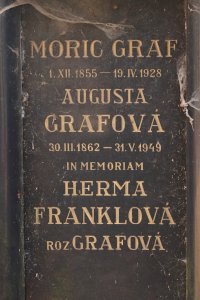 MORIC GRAF
1. XII. 1855 — 19. IV. 1928
AUGUSTA
GRAFOVÁ
30. III. 1862 — 31. V. 1949
IN MEMORIAM
HERMA
FRANKLOVÁ
ROZ. GRAFOVÁ